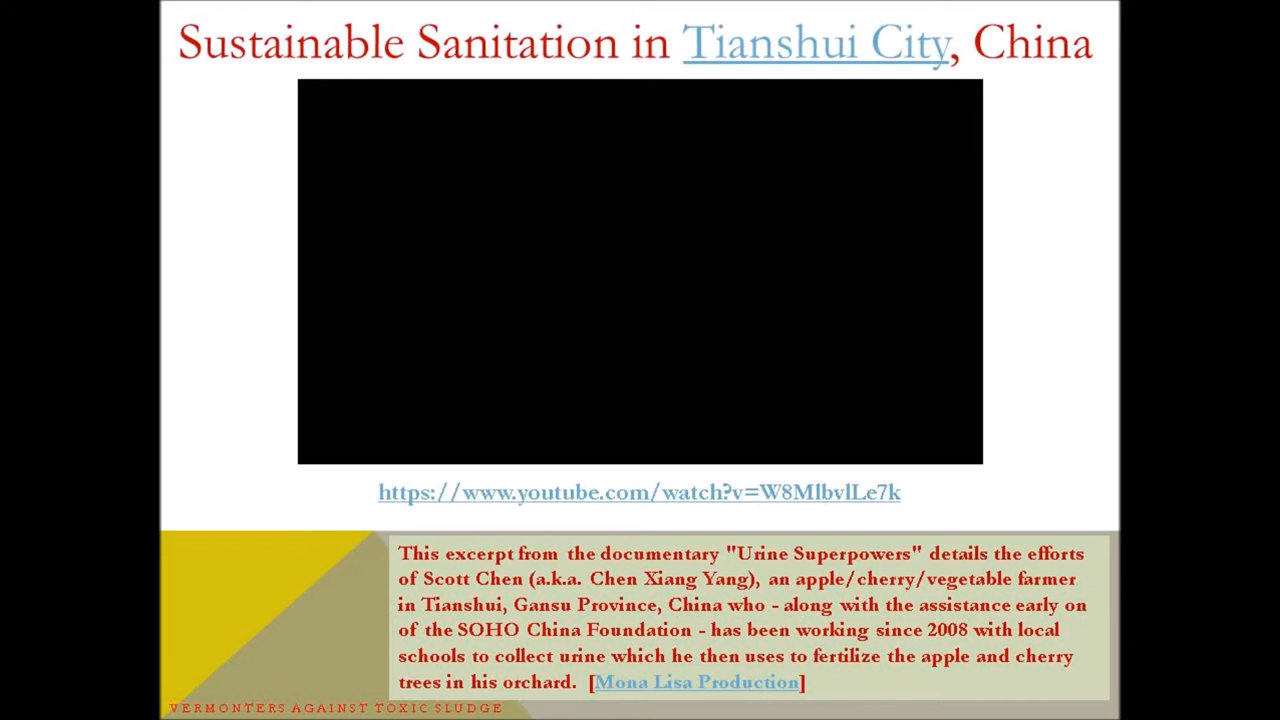 Sustainable Sanitation in Tianshui City, China
https://www.youtube.com/watch?v=W8MlbvlLe7k
This excerpt from the documentary "Urine Superpowers" details the efforts
of Scott Chen (a.k.a. Chen Xiang Yang), an apple/cherry/vegetable farmer
in Tianshui, Gansu Province, China who - along with the assistance early on
of the SOHO China Foundation - has been working since 2008 with local
schools to collect urine which he then uses to fertilize the apple and cherry
trees in his orchard. [Mona Lisa Production]
VERMONTERS AGAINST TOXIC SLUDGE